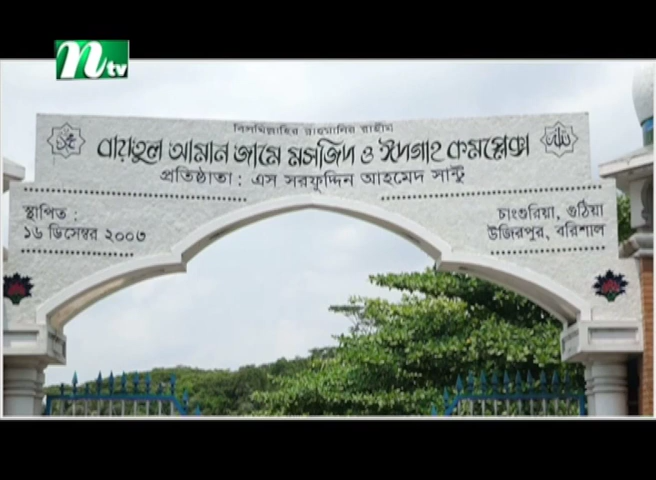 ntv
বিসমিল্লাহির রাহমানির রাহীম
বায়তুল আমান জামে মসজিদ ও ঈদগাহ কমপ্লেক্স
প্রতিষ্ঠাতা : এস সরফুদ্দিন আহমেদ সান্টু
স্থাপিত :
১৬ ডিসেম্বর ২০০৩
চাংগুরিয়া, গুঠিয়া
উজিরপুর, বরিশাল